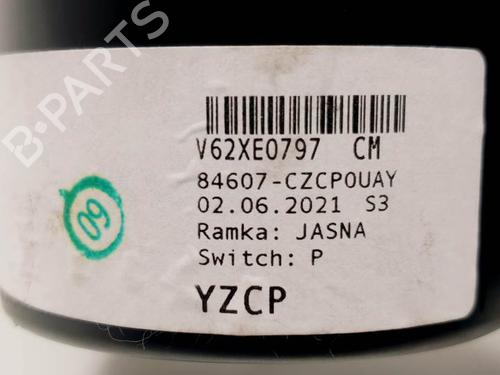 B-PARTS
V62XE0797 CM
84607-CZCP0UAY
02.06.2021 S3
Ramka: JASNA
Switch: P
YZCP
60